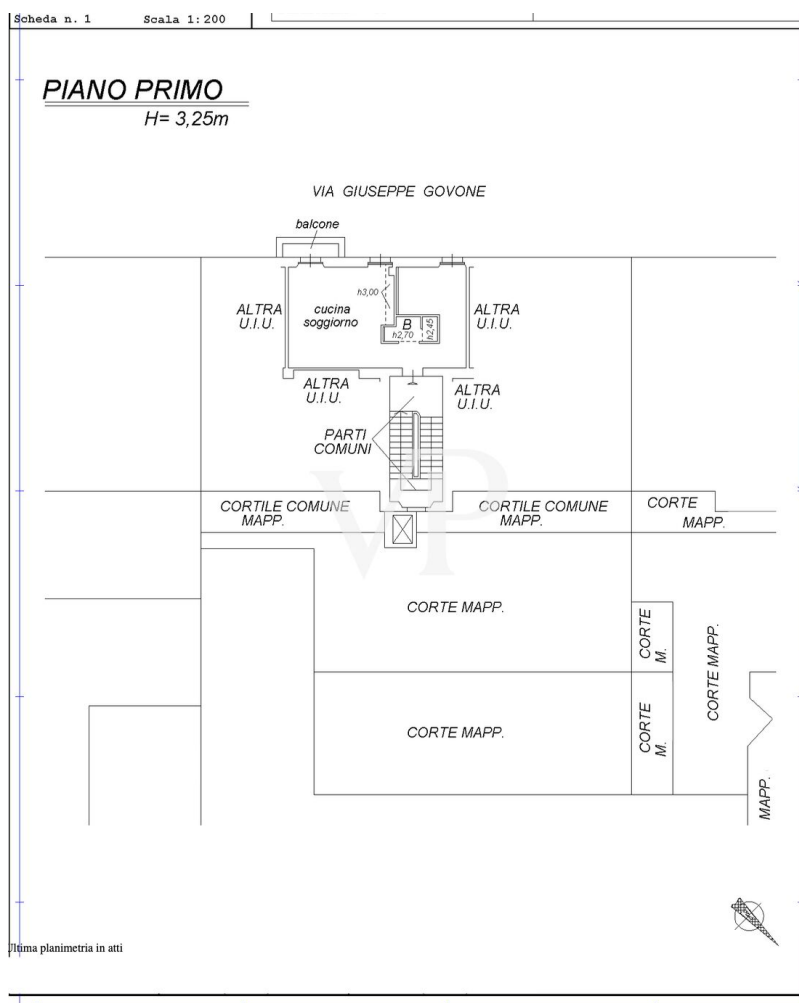 Scheda n. 1 Scala 1:200
PIANO PRIMO
H= 3,25m
VIA GIUSEPPE GOVONE
balcone
h3,00
ALTRA
U.I.U.
cucina
soggiorno
B
h2,70
h2,45
ALTRA
U.I.U.
ALTRA
U.I.U.
ALTRA
U.I.U.
PARTI
COMUNI
VP
CORTILE COMUNE
MAPP.
CORTILE COMUNE
MAPP.
CORTE
MAPP.
CORTE MAPP.
CORTE
M.
CORTE MAPP.
CORTE MAPP.
CORTE
M.
MAPP.
Ultima planimetria in atti